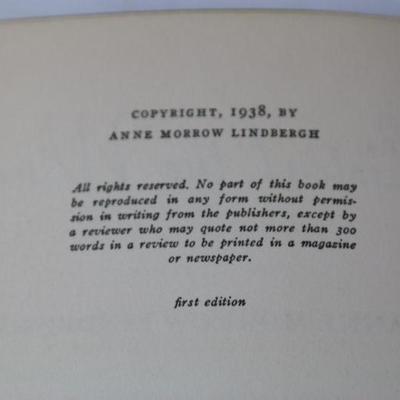 COPYRIGHT, 1938, BY
ANNE MORROW LINDBERGH
All rights reserved. No part of this book may
be reproduced in any form without permis-
sion in writing from the publishers, except by
a reviewer who may quote not more than 300
words in a review to be printed in a magazine
or newspaper.
first edition